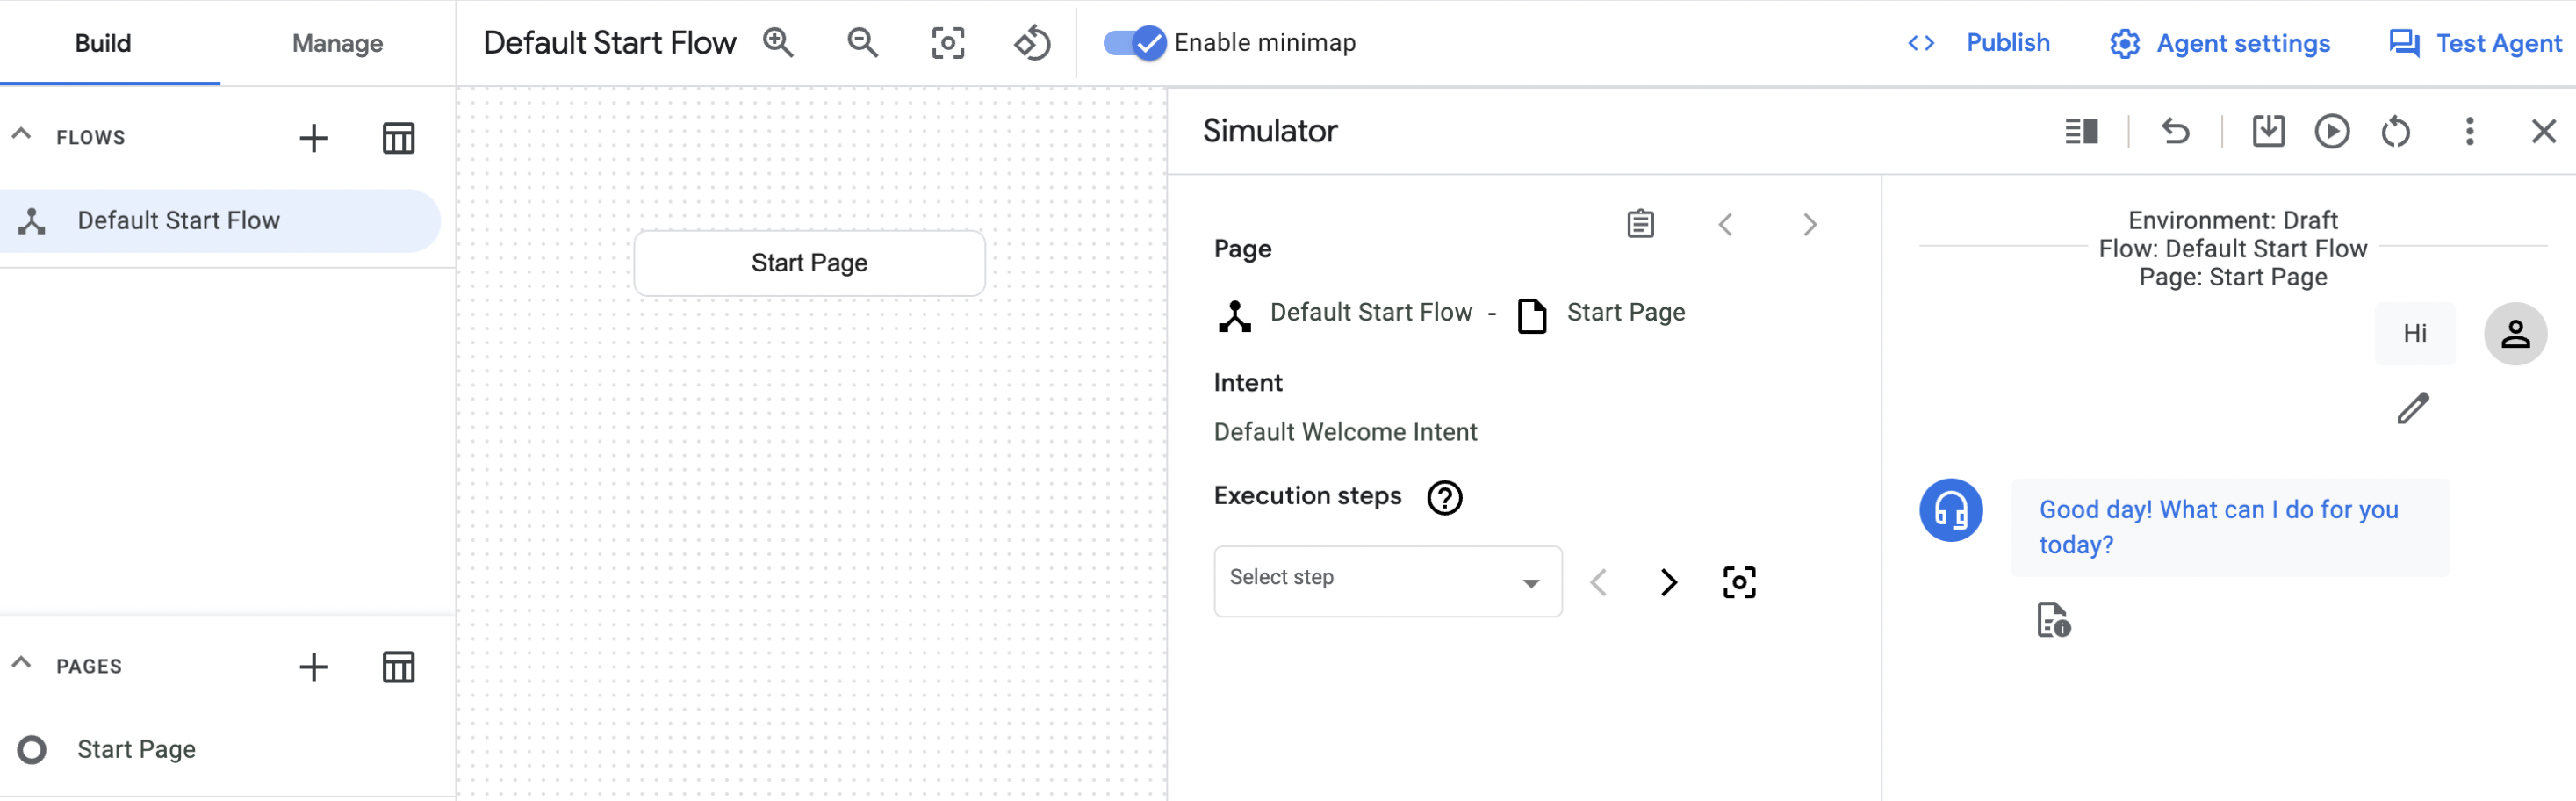 Build
Manage
Default Start Flow
Enable minimap
Publish
Agent settings
Test Agent
FLOWS
Default Start Flow
PAGES
Start Page
Start Page
Simulator
Page
Default Start Flow - Start Page
Intent
Default Welcome Intent
Execution steps
Select step
Environment: Draft
Flow: Default Start Flow
Page: Start Page
Hi
Good day! What can I do for you
today?